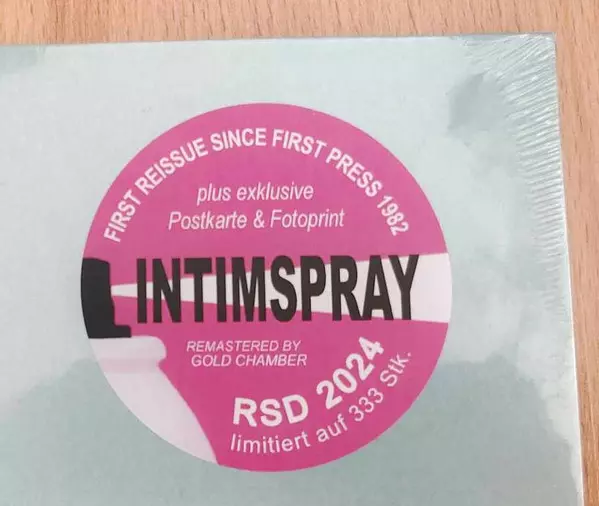 FIRST REISSUE SINCE FIRST PRESS 1982
plus exklusive
Postkarte & Fotoprint
INTIMSPRAY
REMASTERED BY
GOLD CHAMBER
RSD 2024
limitiert auf 333 Stk.